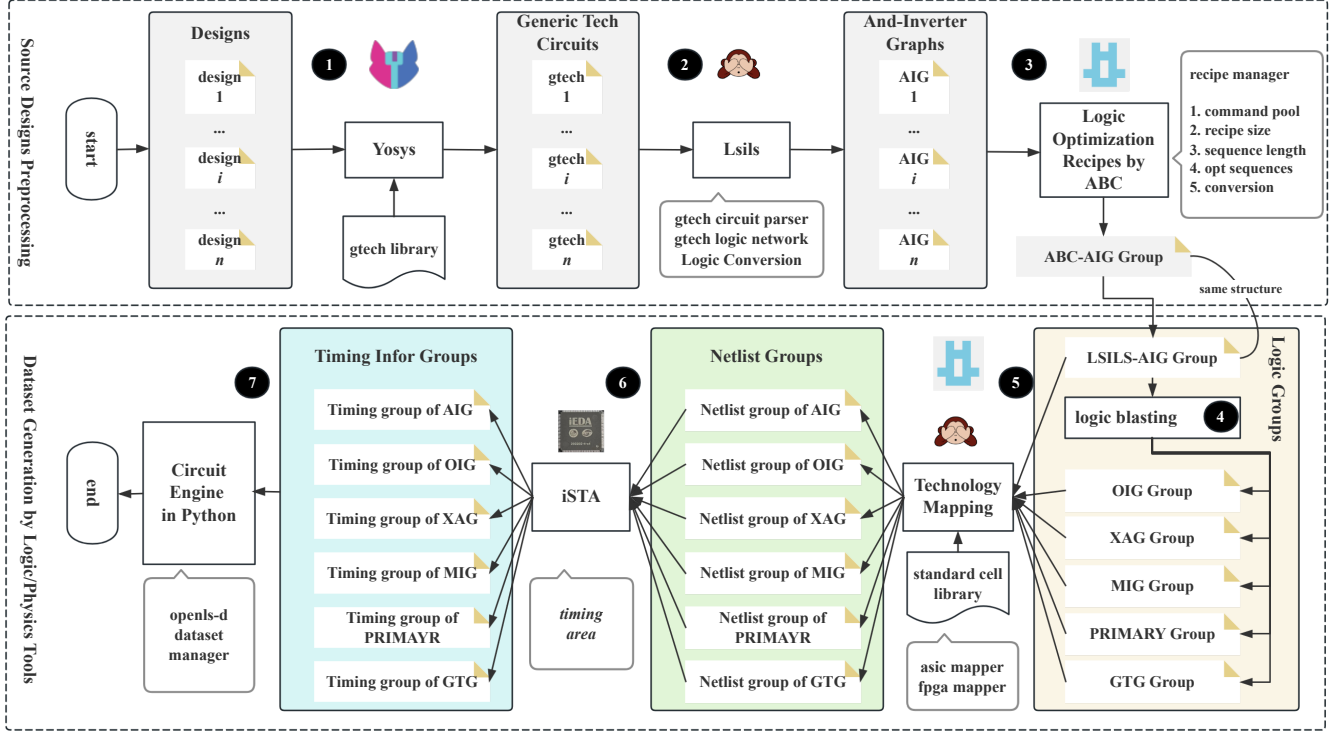 Source Designs Preprocessing
start
Designs
design
1
...
design
i
...
design
n
1
Yosys
gtech library
Generic Tech
Circuits
gtech
1
...
gtech
i
...
gtech
n
2
Lsils
gtech circuit parser
gtech logic network
Logic Conversion
And-Inverter
Graphs
AIG
1
...
AIG
i
...
AIG
n
3
Logic
Optimization
Recipes by
ABC
recipe manager
1. command pool
2. recipe size
3. sequence length
4. opt sequences
5. conversion
ABC-AIG Group
same structure
Dataset Generation by Logic/Physics Tools
end
7
Circuit
Engine
in Python
openls-d
dataset
manager
Timing Infor Groups
Timing group of AIG
Timing group of OIG
Timing group of XAG
Timing group of MIG
Timing group of
PRIMAYR
Timing group of GTG
6
iEDA
iSTA
timing
area
Netlist Groups
Netlist group of AIG
Netlist group of OIG
Netlist group of XAG
Netlist group of MIG
Netlist group of
PRIMAYR
Netlist group of GTG
5
Technology
Mapping
standard cell
library
asic mapper
fpga mapper
Logic Groups
LSILS-AIG Group
logic blasting
4
OIG Group
XAG Group
MIG Group
PRIMARY Group
GTG Group